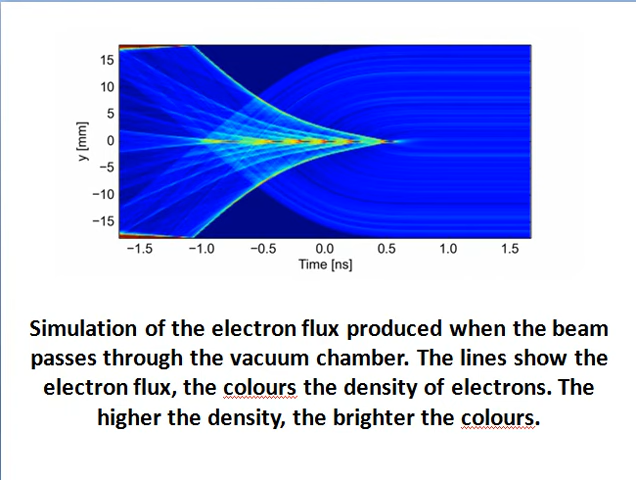 15
10
5
0
−5
−10
−15
y [mm]
−1.5 −1.0 −0.5 0.0 0.5 1.0 1.5
Time [ns]
Simulation of the electron flux produced when the beam
passes through the vacuum chamber. The lines show the
electron flux, the colours the density of electrons. The
higher the density, the brighter the colours.